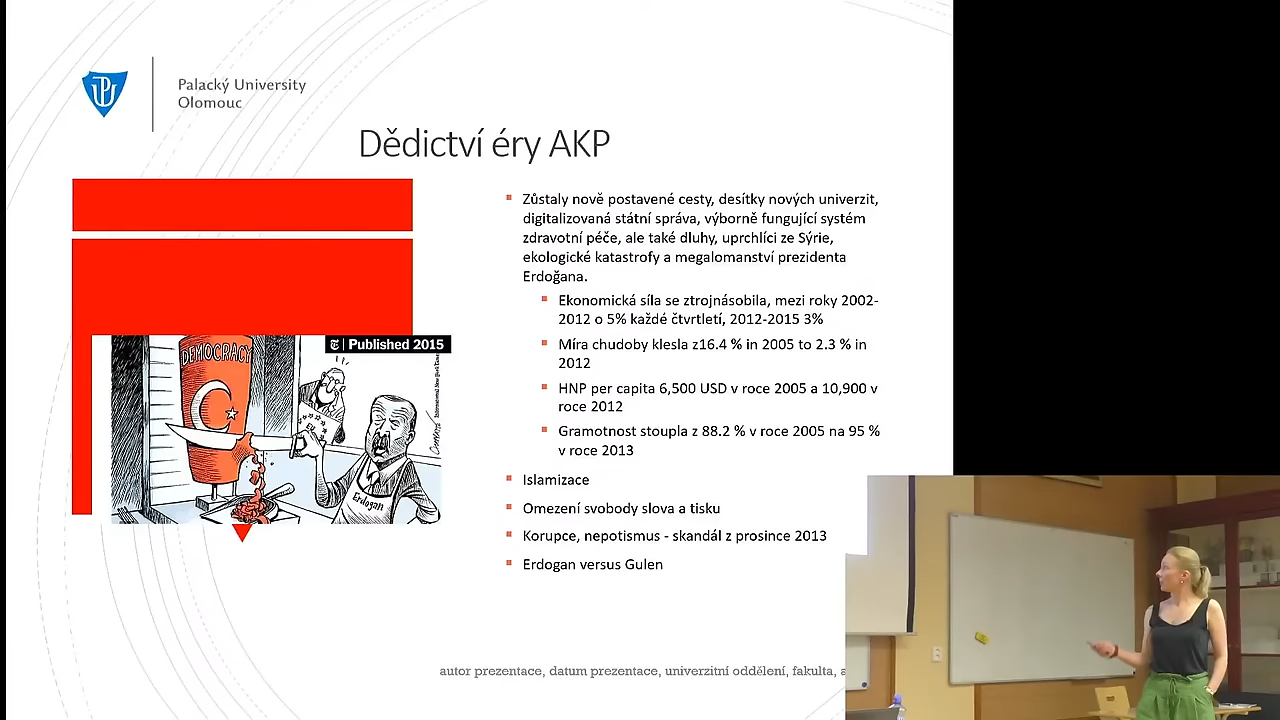 Palacký University
Olomouc
Dědictví éry AKP
Zůstaly nově postavené cesty, desítky nových univerzit,
digitalizovaná státní správa, výborně fungující systém
zdravotní péče, ale také dluhy, uprchlíci ze Sýrie,
ekologické katastrofy a megalomanství prezidenta
Erdoğana.
Ekonomická síla se ztrojnásobila, mezi roky 2002-
2012 o 5% každé čtvrtletí, 2012-2015 3%
Míra chudoby klesla z16.4 % in 2005 to 2.3 % in
2012
HNP per capita 6,500 USD v roce 2005 a 10,900 v
roce 2012
Gramotnost stoupla z 88.2 % v roce 2005 na 95 %
v roce 2013
Islamizace
Omezení svobody slova a tisku
Korupce, nepotismus - skandál z prosince 2013
Erdogan versus Gulen
Published 2015
DEMOCRACY
Erdogan
autor prezentace, datum prezentace, univerzitní oddělení, fakulta, a